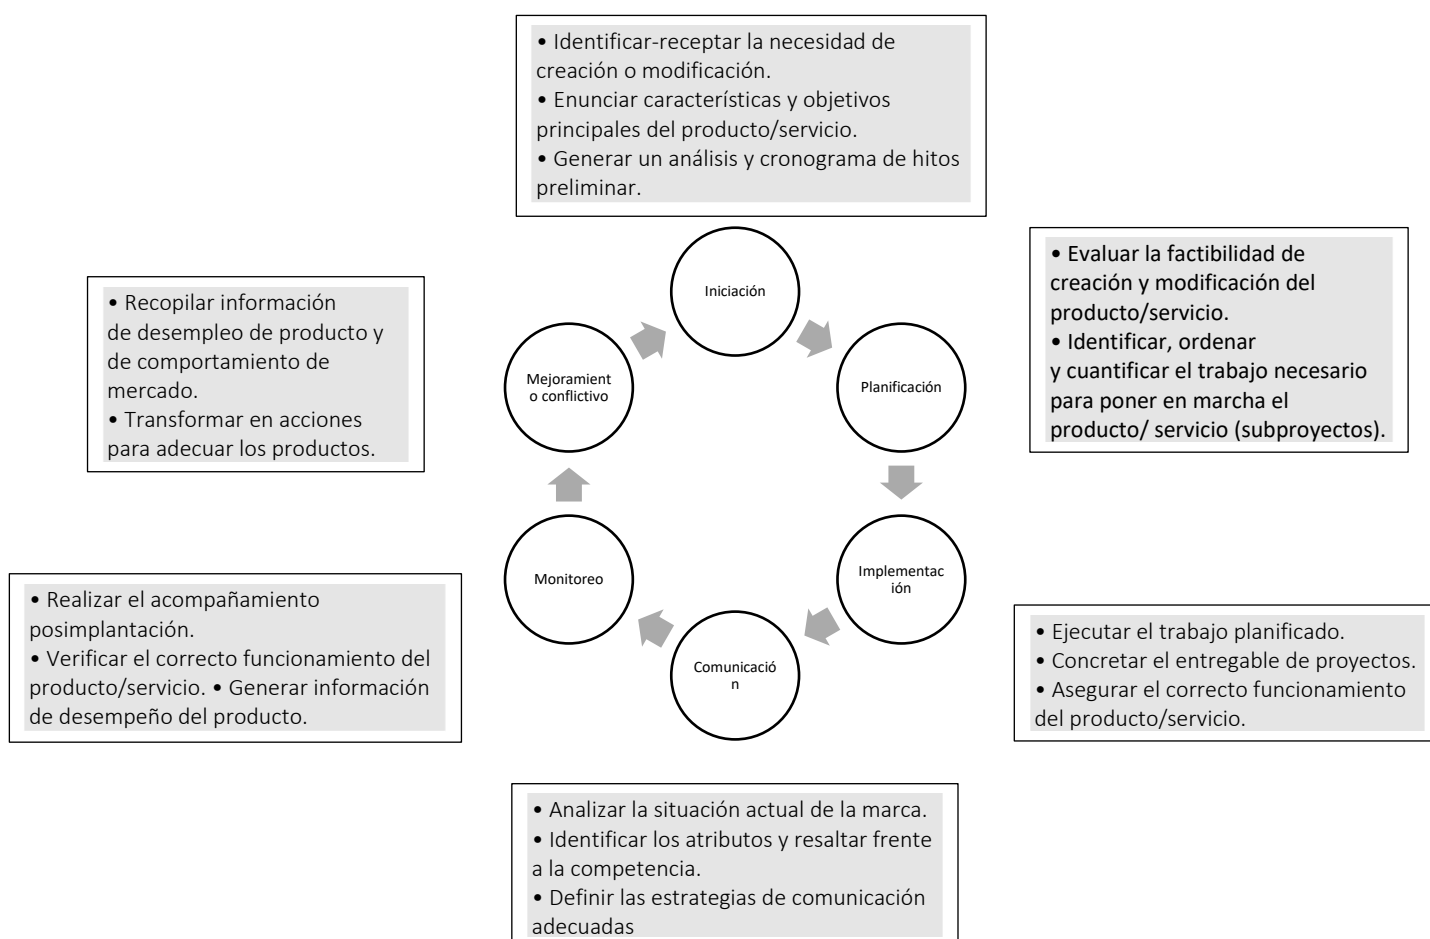 • Identificar-receptar la necesidad de
creación o modificación.
• Enunciar características y objetivos
principales del producto/servicio.
• Generar un análisis y cronograma de hitos
preliminar.
Iniciación
• Evaluar la factibilidad de
creación y modificación del
producto/servicio.
• Identificar, ordenar
y cuantificar el trabajo necesario
para poner en marcha el
producto/ servicio (subproyectos).
Planificación
Implementac
ión
• Ejecutar el trabajo planificado.
• Concretar el entregable de proyectos.
• Asegurar el correcto funcionamiento
del producto/servicio.
Comunicació
n
• Analizar la situación actual de la marca.
• Identificar los atributos y resaltar frente
a la competencia.
• Definir las estrategias de comunicación
adecuadas
Monitoreo
• Realizar el acompañamiento
posimplantación.
• Verificar el correcto funcionamiento del
producto/servicio. • Generar información
de desempeño del producto.
Mejoramient
o conflictivo
• Recopilar información
de desempleo de producto y
de comportamiento de
mercado.
• Transformar en acciones
para adecuar los productos.